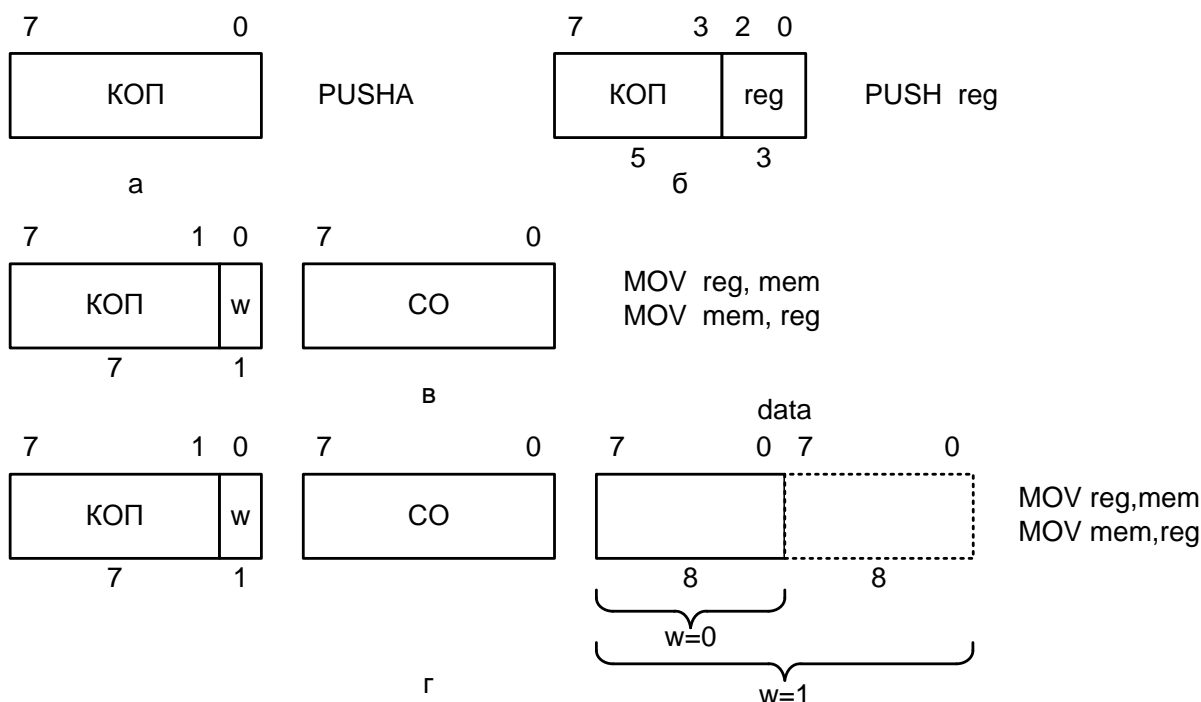 7 0 7 3 2 0
КОП PUSHA КОП reg PUSH reg
5 3
а б
7 1 0 7 0
КОП w СО MOV reg, mem
MOV mem, reg
7 1
в
data
7 1 0 7 0 7 0 7 0
КОП w СО MOV reg,mem
MOV mem,reg
7 1 8 8
w=0
г
w=1